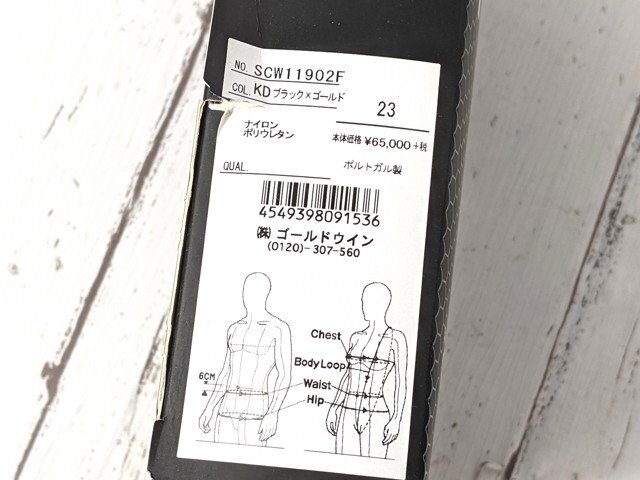 NO. SCW11902F
COL. KD ブラック×ゴールド
23
ナイロン
ポリウレタン
本体価格 ¥65,000 +税
QUAL.
ポルトガル製
4549398091536
㈱ ゴールドウイン
(0120)-307-560
Chest
Body Loop
6CM
Waist
Hip